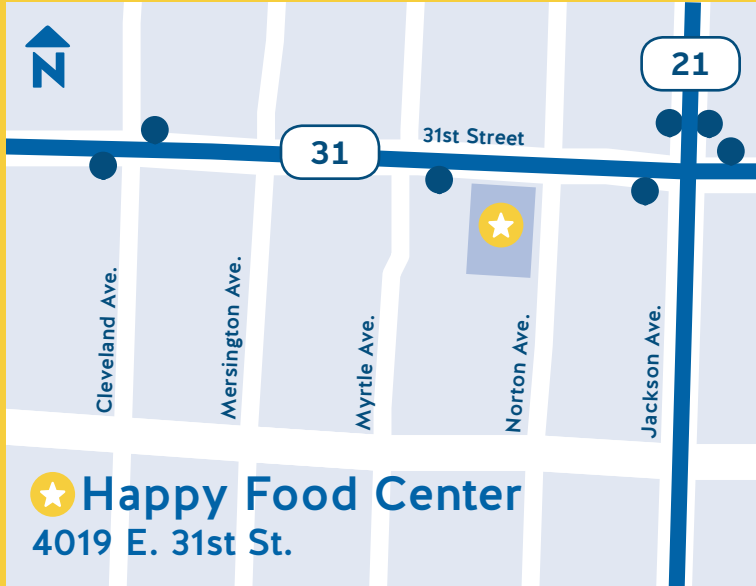 N
21
31st Street
31
Cleveland Ave.
Mersington Ave.
Myrtle Ave.
Norton Ave.
Jackson Ave.
Happy Food Center
4019 E. 31st St.